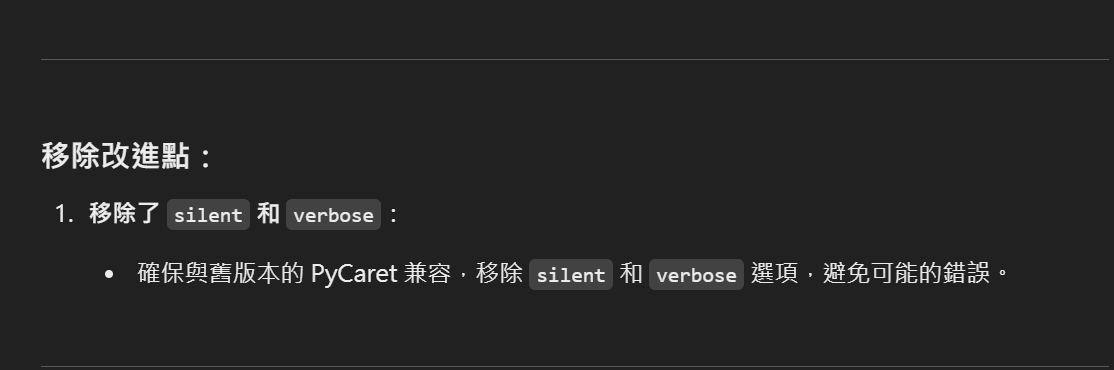 移除改進點：
1. 移除了 silent 和 verbose：
• 確保與舊版本的 PyCaret 兼容，移除 silent 和 verbose 選項，避免可能的錯誤。